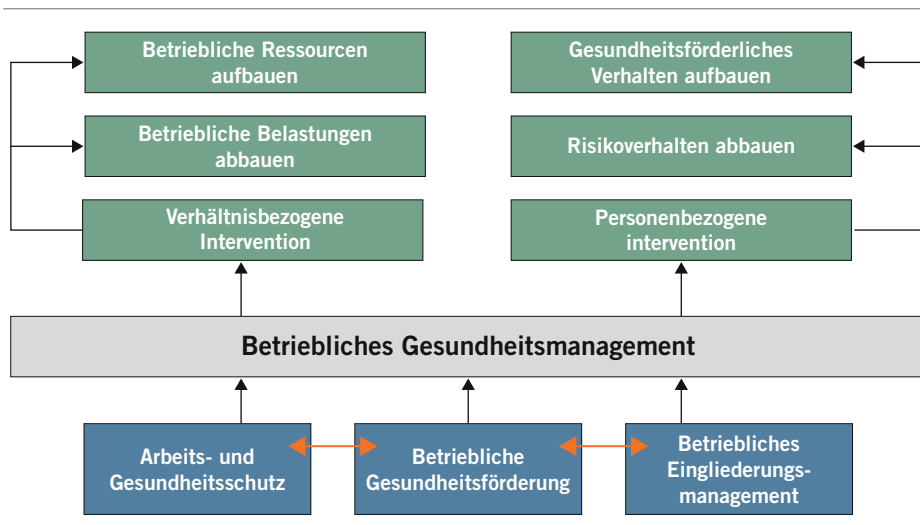 Betriebliche Ressourcen
aufbauen
Gesundheitsförderliches
Verhalten aufbauen
Betriebliche Belastungen
abbauen
Risikoverhalten abbauen
Verhältnisbezogene
Intervention
Personenbezogene
intervention
Betriebliches Gesundheitsmanagement
Arbeits- und
Gesundheitsschutz
Betriebliche
Gesundheitsförderung
Betriebliches
Eingliederungs-
management